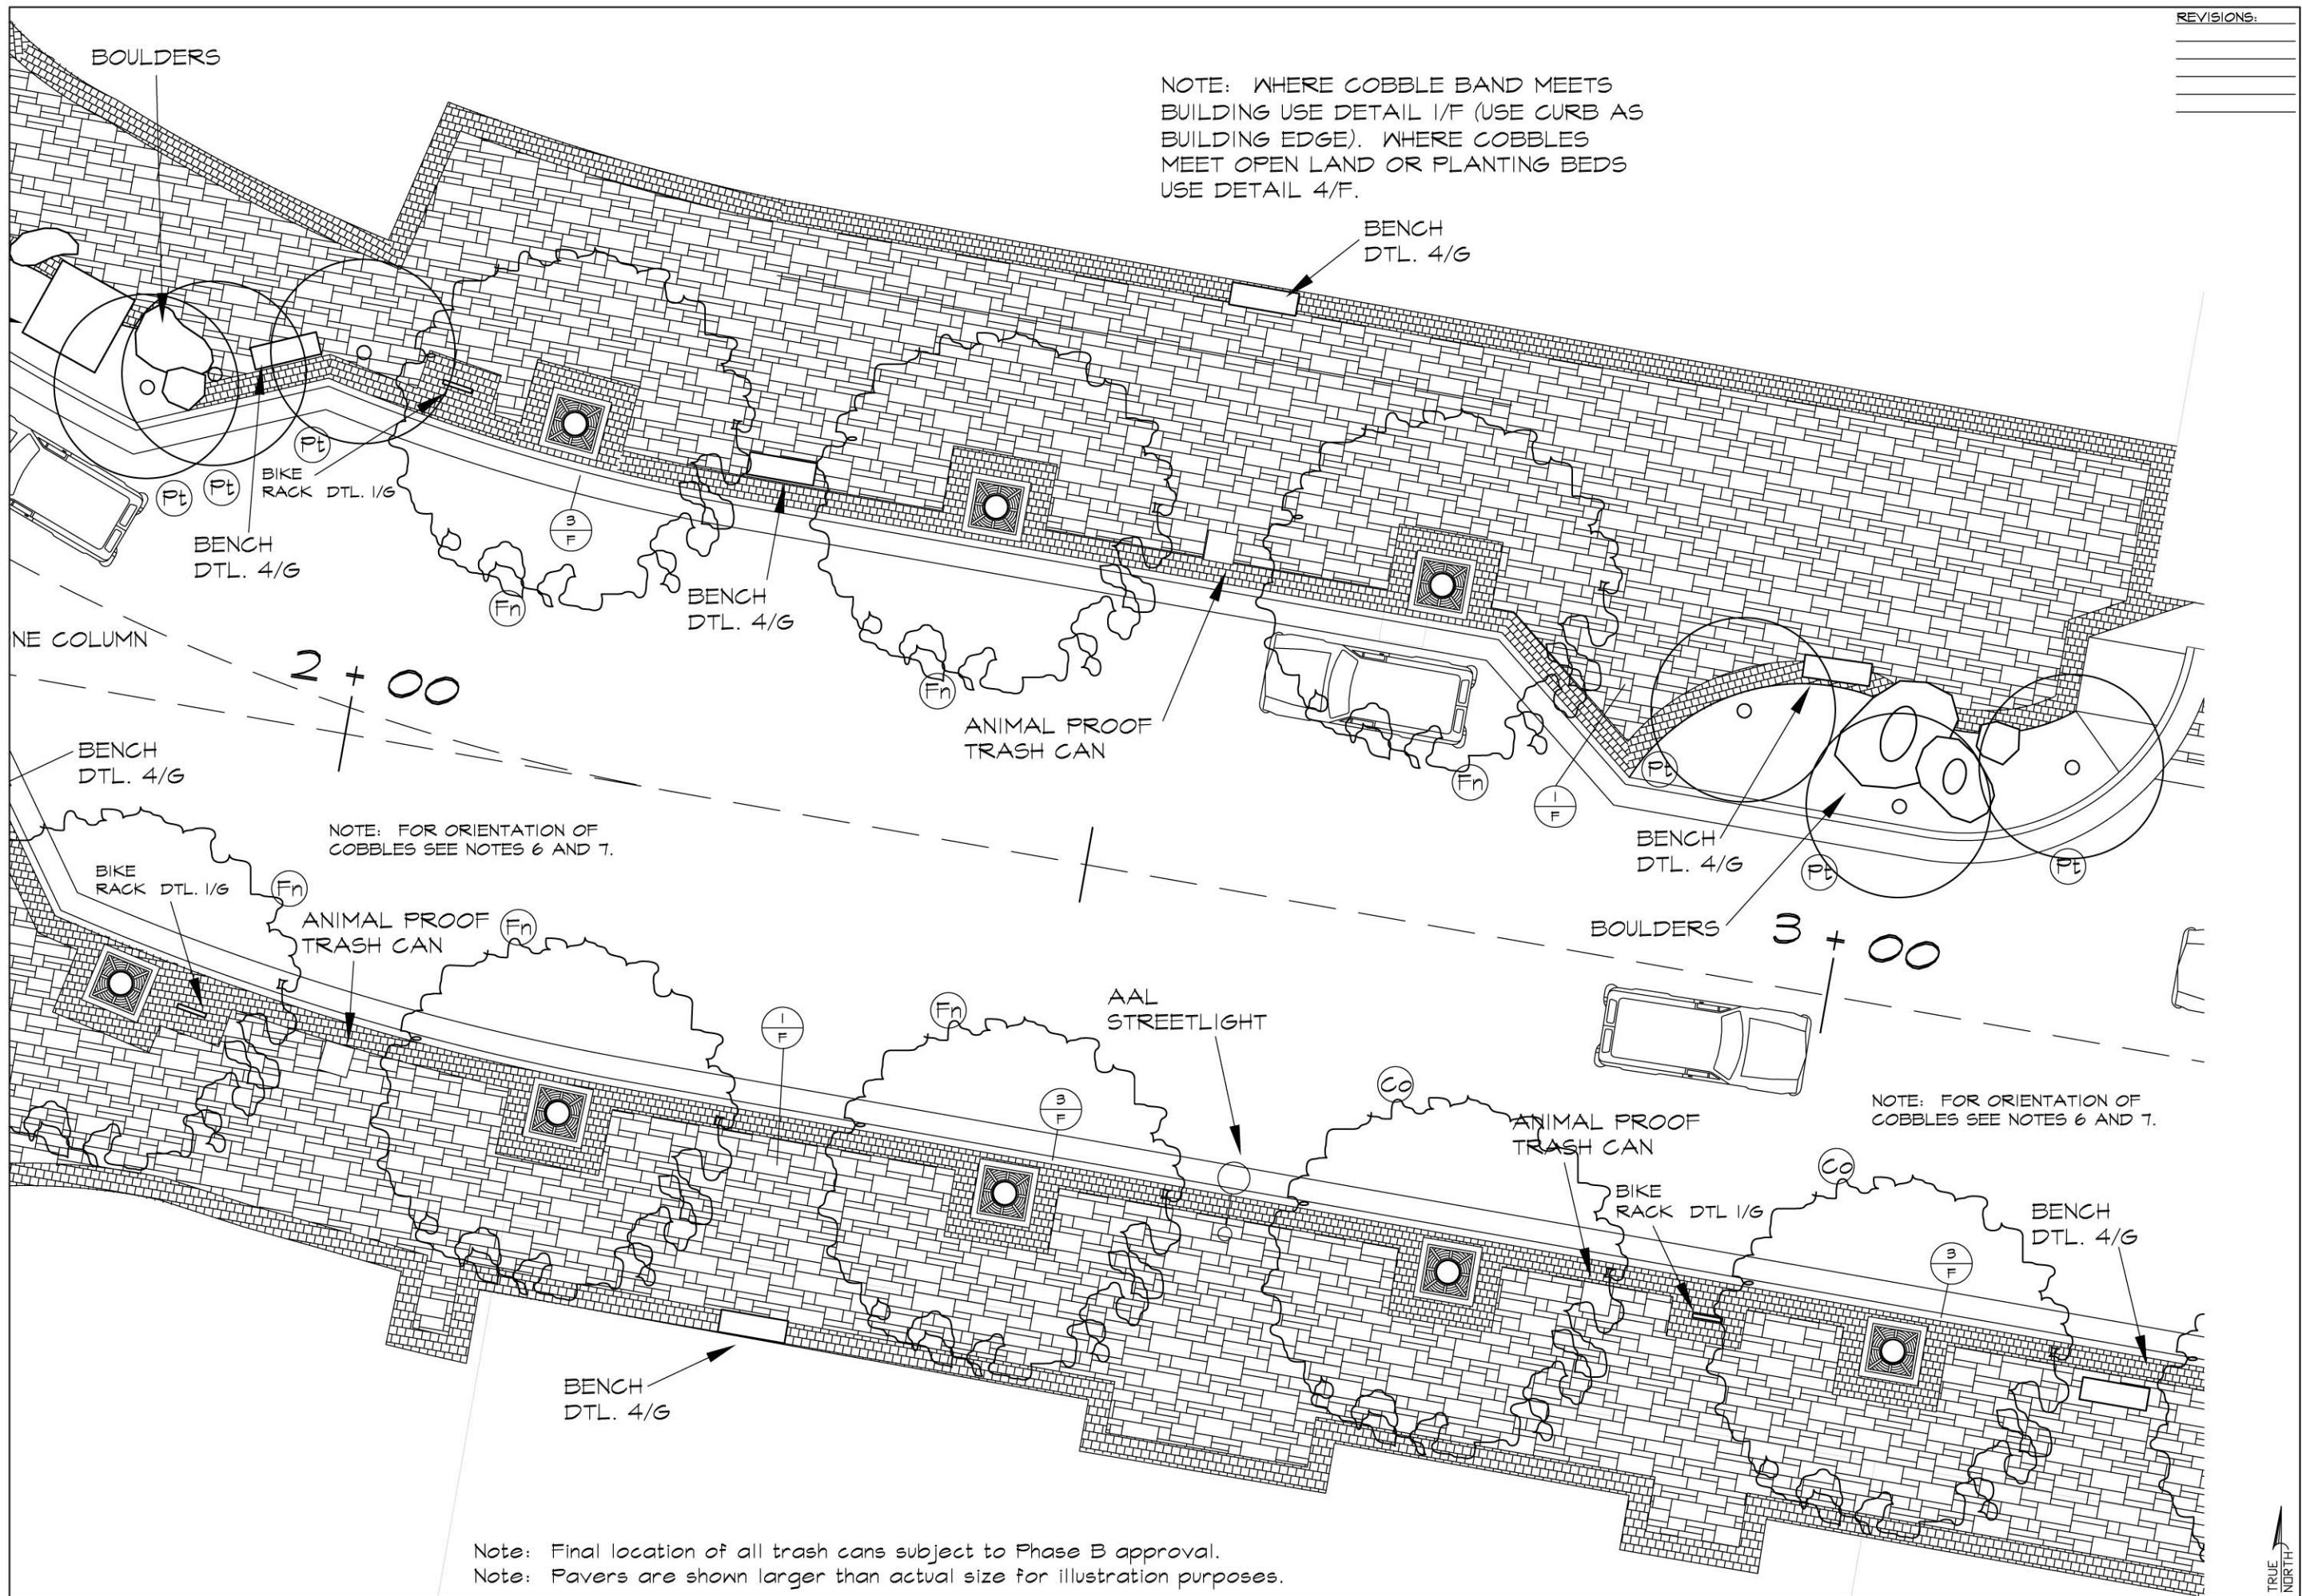 REVISIONS:
BOULDERS
NOTE: WHERE COBBLE BAND MEETS
BUILDING USE DETAIL 1/F (USE CURB AS
BUILDING EDGE). WHERE COBBLES
MEET OPEN LAND OR PLANTING BEDS
USE DETAIL 4/F.
BENCH
DTL. 4/G
Pt
Pt
Pt
BIKE
RACK DTL. 1/G
BENCH
DTL. 4/G
3
F
Fn
BENCH
DTL. 4/G
NE COLUMN
2 + 00
Fn
ANIMAL PROOF
TRASH CAN
Fn
1
F
Pt
BENCH
DTL. 4/G
Pt
Pt
BOULDERS
3 + 00
BENCH
DTL. 4/G
NOTE: FOR ORIENTATION OF
COBBLES SEE NOTES 6 AND 7.
BIKE
RACK DTL. 1/G
Fn
ANIMAL PROOF
TRASH CAN
Fn
1
F
Fn
AAL
STREETLIGHT
3
F
Co
ANIMAL PROOF
TRASH CAN
NOTE: FOR ORIENTATION OF
COBBLES SEE NOTES 6 AND 7.
Co
BIKE
RACK DTL 1/G
BENCH
DTL. 4/G
3
F
BENCH
DTL. 4/G
Note: Final location of all trash cans subject to Phase B approval.
Note: Pavers are shown larger than actual size for illustration purposes.
TRUE
NORTH